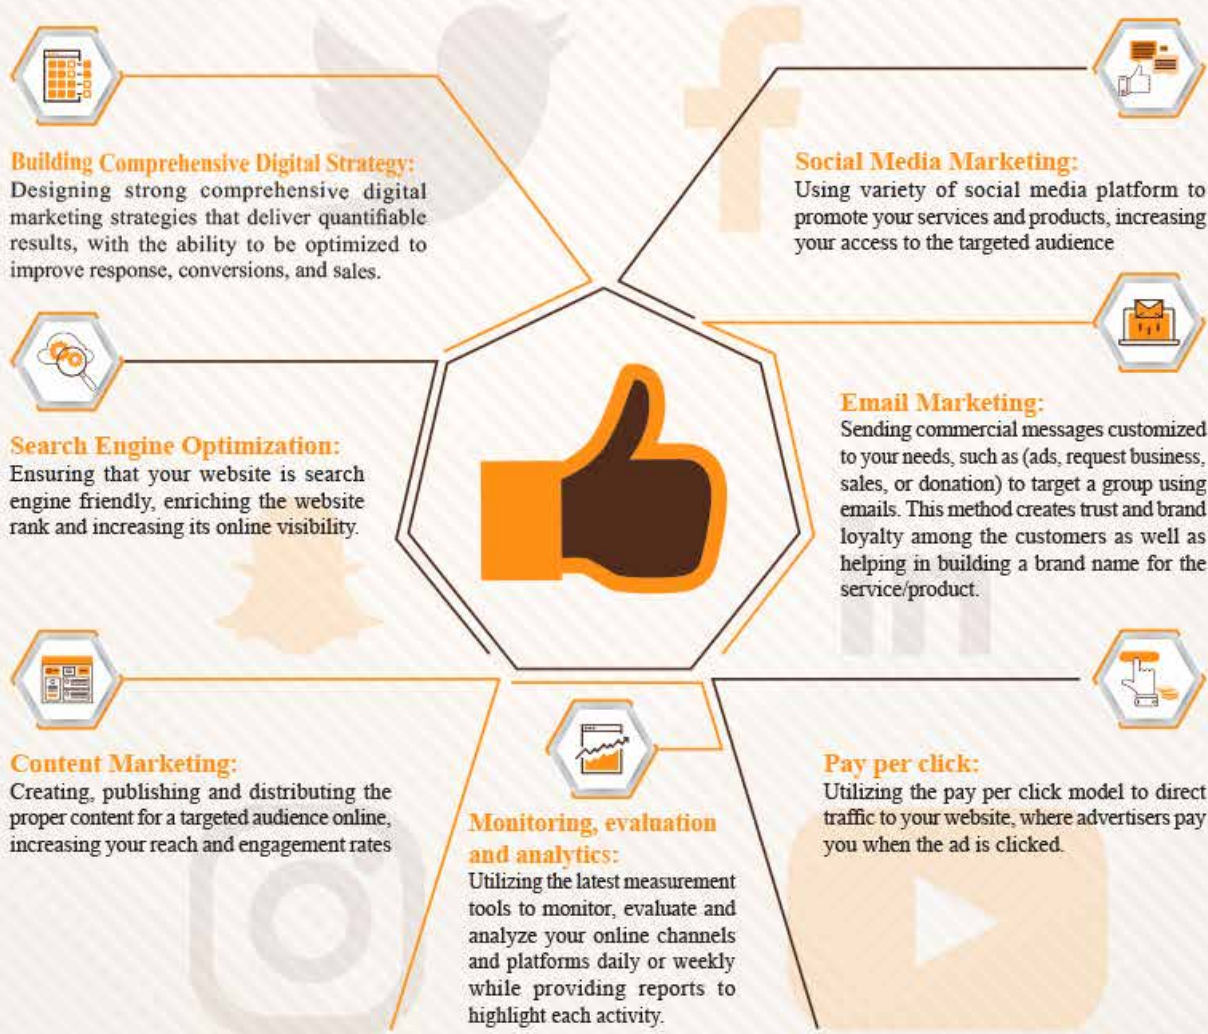 Building Comprehensive Digital Strategy:
Designing strong comprehensive digital
marketing strategies that deliver quantifiable
results, with the ability to be optimized to
improve response, conversions, and sales.
Social Media Marketing:
Using variety of social media platform to
promote your services and products, increasing
your access to the targeted audience
Search Engine Optimization:
Ensuring that your website is search
engine friendly, enriching the website
rank and increasing its online visibility.
Email Marketing:
Sending commercial messages customized
to your needs, such as (ads, request business,
sales, or donation) to target a group using
emails. This method creates trust and brand
loyalty among the customers as well as
helping in building a brand name for the
service/product.
Content Marketing:
Creating, publishing and distributing the
proper content for a targeted audience online,
increasing your reach and engagement rates
Monitoring, evaluation
and analytics:
Utilizing the latest measurement
tools to monitor, evaluate and
analyze your online channels
and platforms daily or weekly
while providing reports to
highlight each activity.
Pay per click:
Utilizing the pay per click model to direct
traffic to your website, where advertisers pay
you when the ad is clicked.